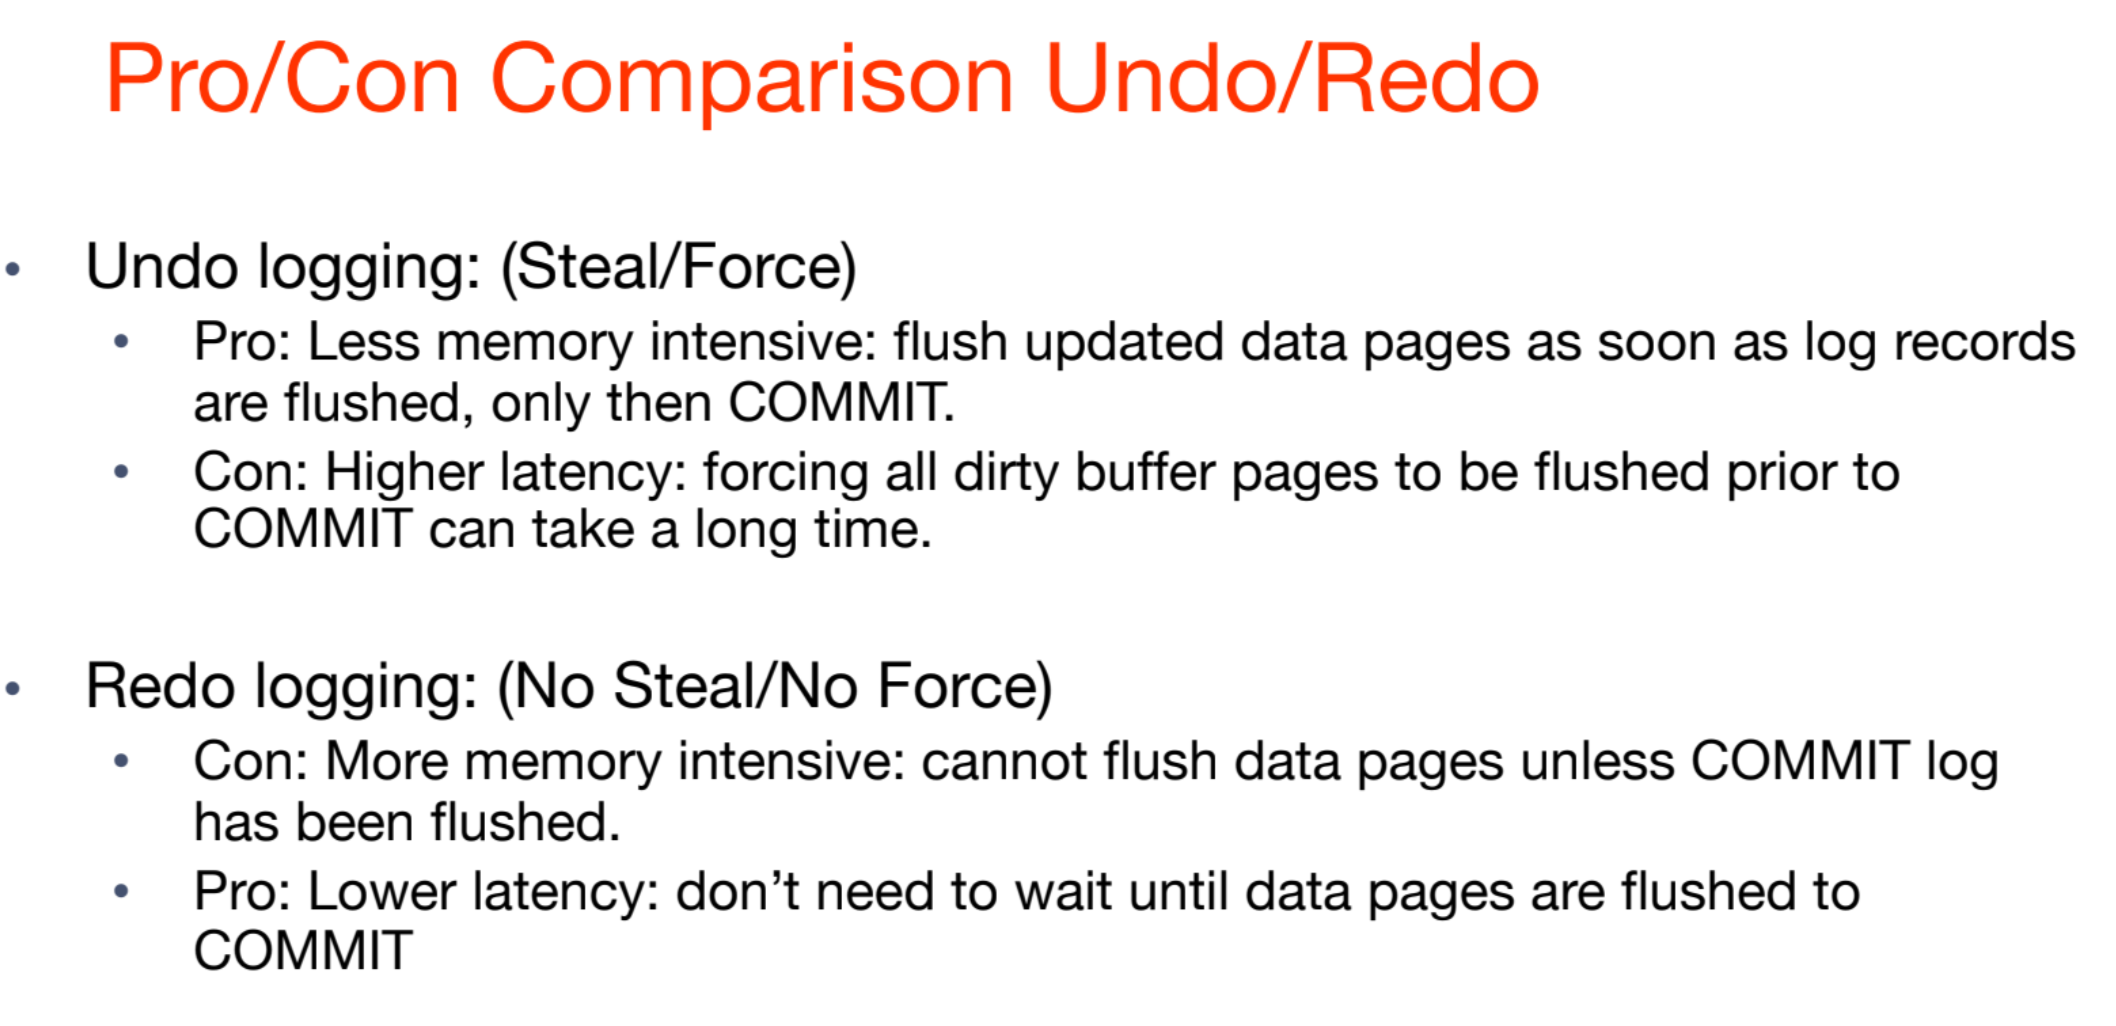 Pro/Con Comparison Undo/Redo
• Undo logging: (Steal/Force)
• Pro: Less memory intensive: flush updated data pages as soon as log records
are flushed, only then COMMIT.
• Con: Higher latency: forcing all dirty buffer pages to be flushed prior to
COMMIT can take a long time.
• Redo logging: (No Steal/No Force)
• Con: More memory intensive: cannot flush data pages unless COMMIT log
has been flushed.
• Pro: Lower latency: don’t need to wait until data pages are flushed to
COMMIT